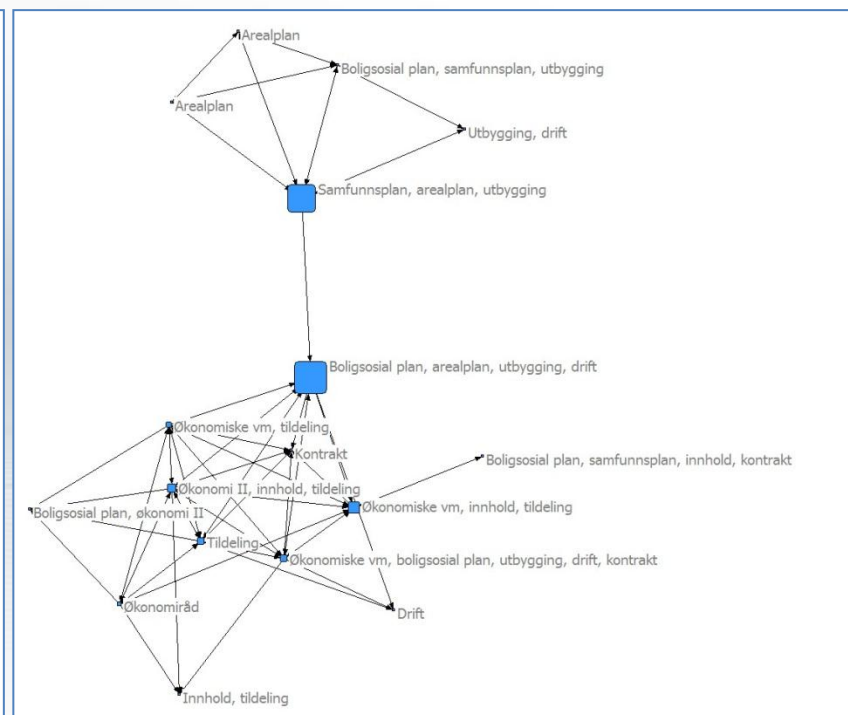 Arealplan
Boligsosial plan, samfunnsplan, utbygging
Arealplan
Utbygging, drift
Samfunnsplan, arealplan, utbygging
Boligsosial plan, arealplan, utbygging, drift
Økonomiske vm, tildeling
Kontrakt
Boligsosial plan, samfunnsplan, innhold, kontrakt
Økonomi II, innhold, tildeling
Økonomiske vm, innhold, tildeling
Boligsosial plan, økonomi II
Tildeling
Økonomiske vm, boligsosial plan, utbygging, drift, kontrakt
Økonomiråd
Drift
Innhold, tildeling